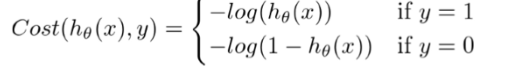 Cost(hθ(x), y) = { −log(hθ(x)) if y = 1
−log(1 − hθ(x)) if y = 0